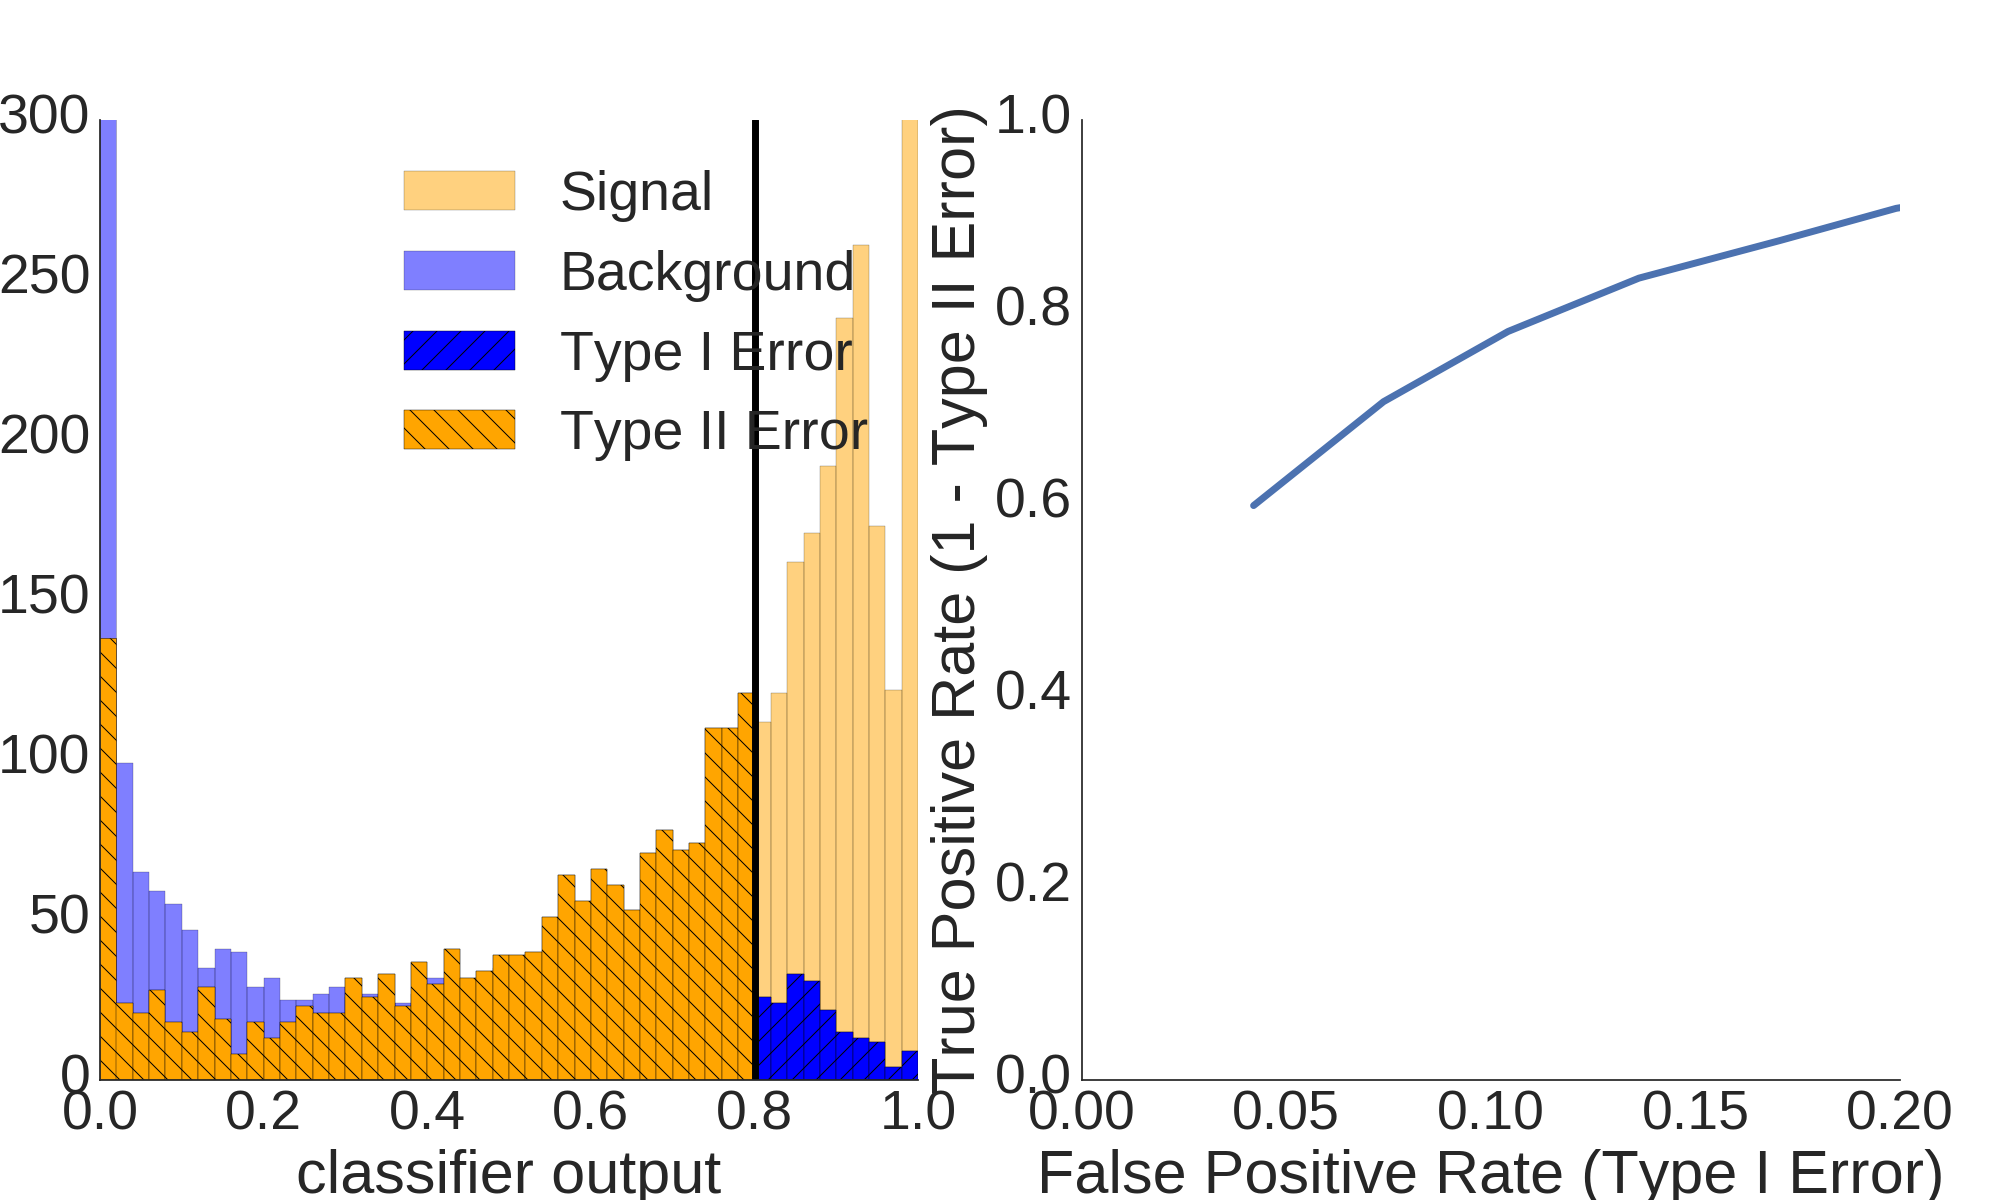 300
250
200
150
100
50
0
0.0 0.2 0.4 0.6 0.8 1.0
classifier output
Signal
Background
Type I Error
Type II Error
True Positive Rate (1 - Type II Error)
1.0
0.8
0.6
0.4
0.2
0.0
0.00 0.05 0.10 0.15 0.20
False Positive Rate (Type I Error)